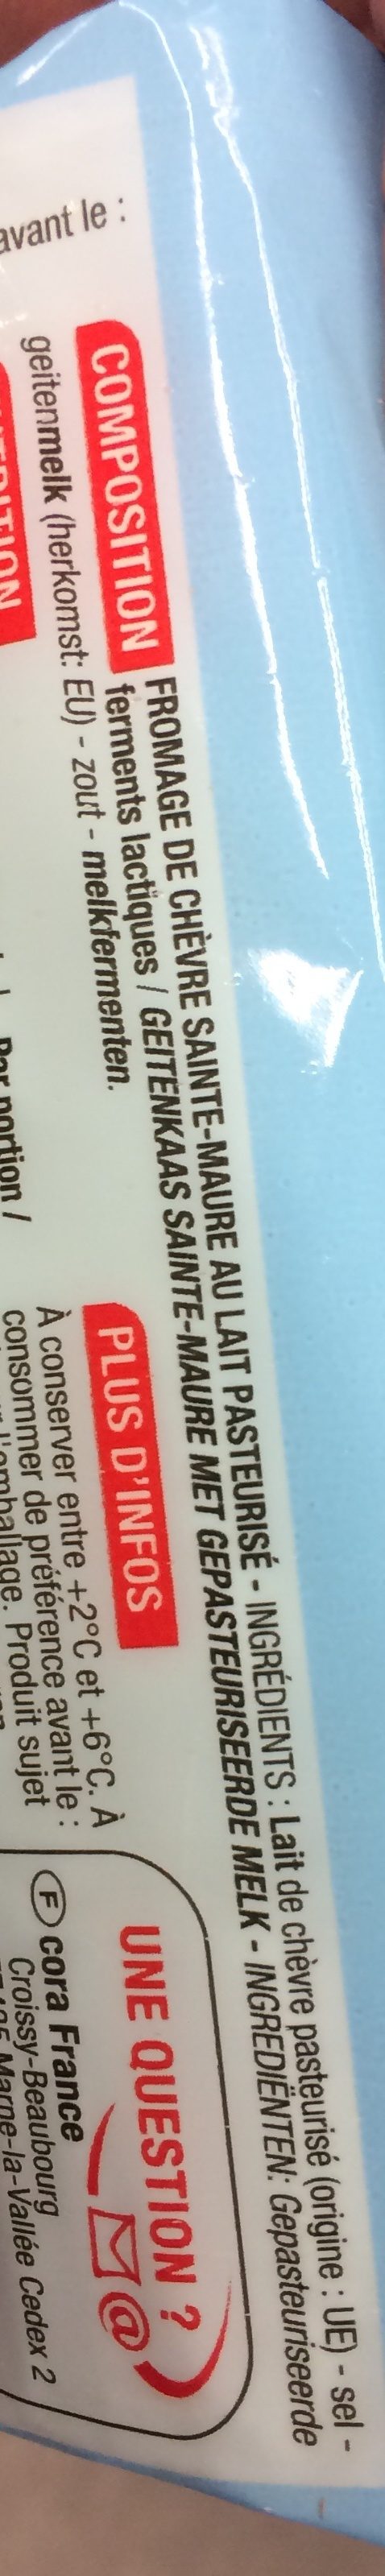 avant le :
COMPOSITION
FROMAGE DE CHÈVRE SAINTE-MAURE AU LAIT PASTEURISÉ - INGRÉDIENTS : Lait de chèvre pasteurisé (origine : UE) - sel -
ferments lactiques / GEITENKAAS SAINTE-MAURE MET GEPASTEURISEERDE MELK - INGREDIËNTEN: Gepasteuriseerde
geitenmelk (herkomst: EU) - zout - melkfermenten.
Par portion /
PLUS D'INFOS
À conserver entre +2°C et +6°C. À
consommer de préférence avant le :
l'emballage. Produit sujet
UNE QUESTION ?
@
F cora France
Croissy-Beaubourg
Marne-la-Vallée Cedex 2